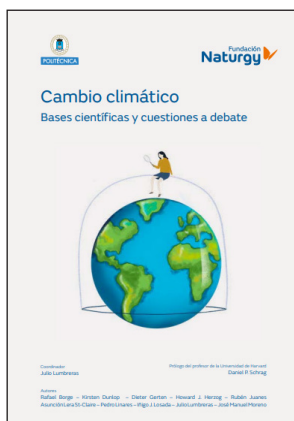 POLITÉCNICA
Fundación
Naturgy
Cambio climático
Bases científicas y cuestiones a debate
Coordinador
Julio Lumbreras
Prólogo del profesor de la Universidad de Harvard
Daniel P. Schrag
Autores
Rafael Borge – Kirsten Dunlop – Dieter Gerten – Howard J. Herzog – Rubén Juanes
Asunción Lera St-Claire – Pedro Linares – Iñigo J. Losada – Julio Lumbreras – José Manuel Moreno